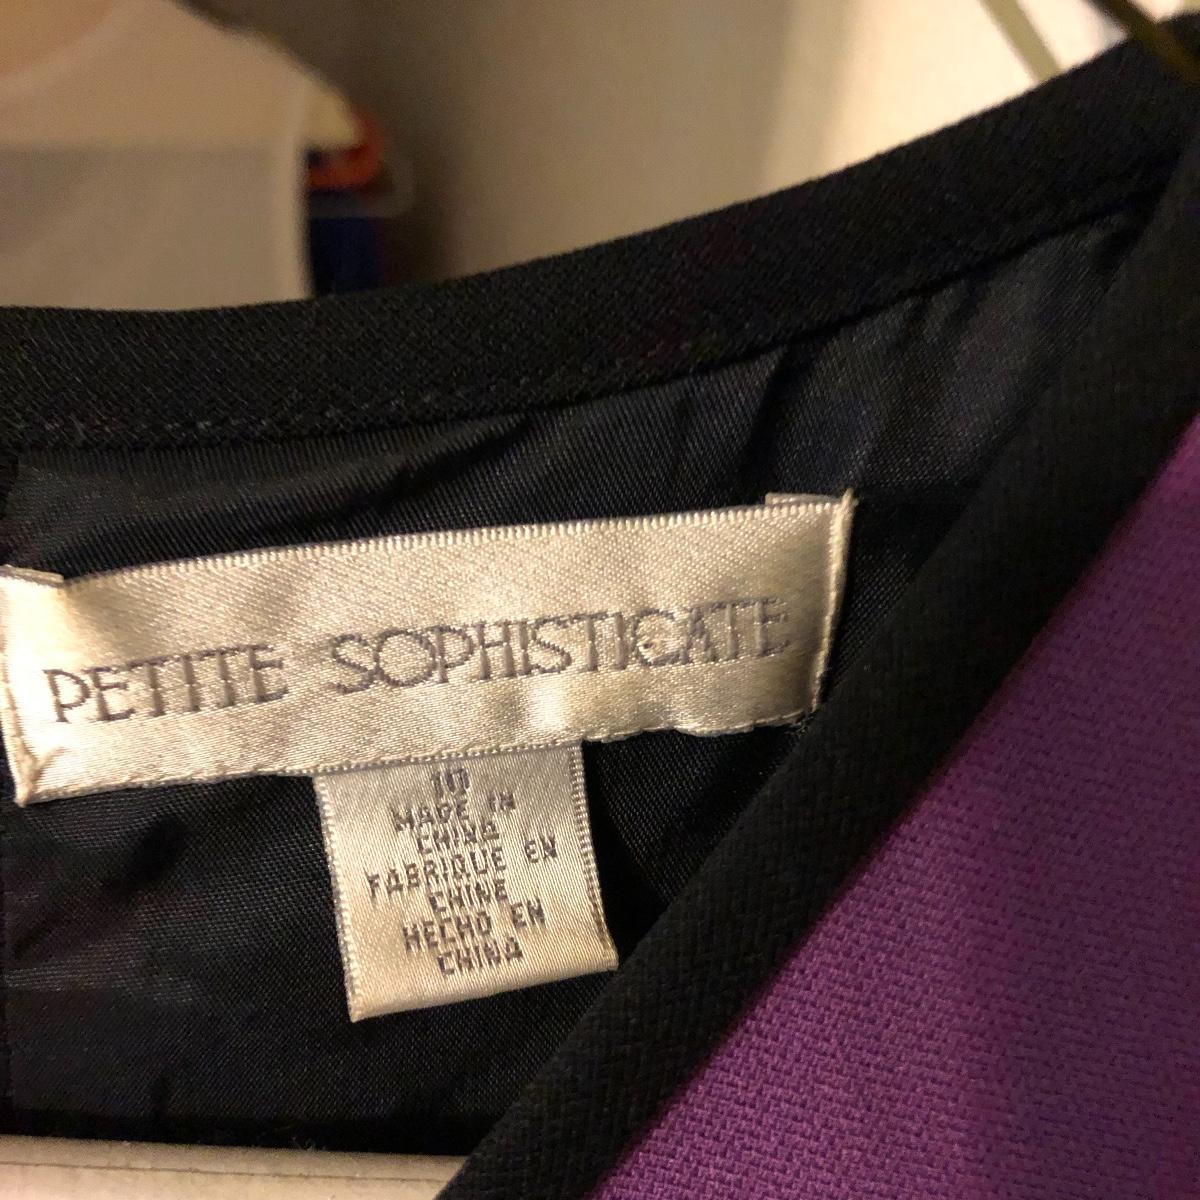 PETITE SOPHISTICATE
10
MADE IN
CHINA
FABRIQUE EN
CHINE
HECHO EN
CHINA